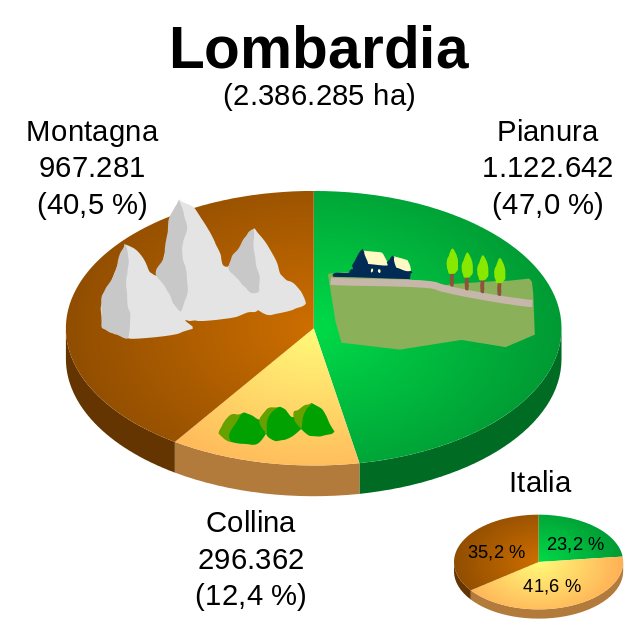 Lombardia
(2.386.285 ha)
Montagna
967.281
(40,5 %)
Pianura
1.122.642
(47,0 %)
Collina
296.362
(12,4 %)
Italia
35,2 %
23,2 %
41,6 %